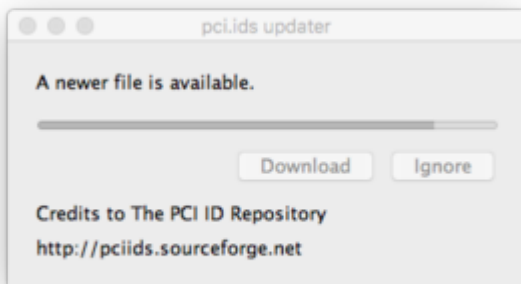 pci.ids updater
A newer file is available.
Download Ignore
Credits to The PCI ID Repository
http://pciids.sourceforge.net